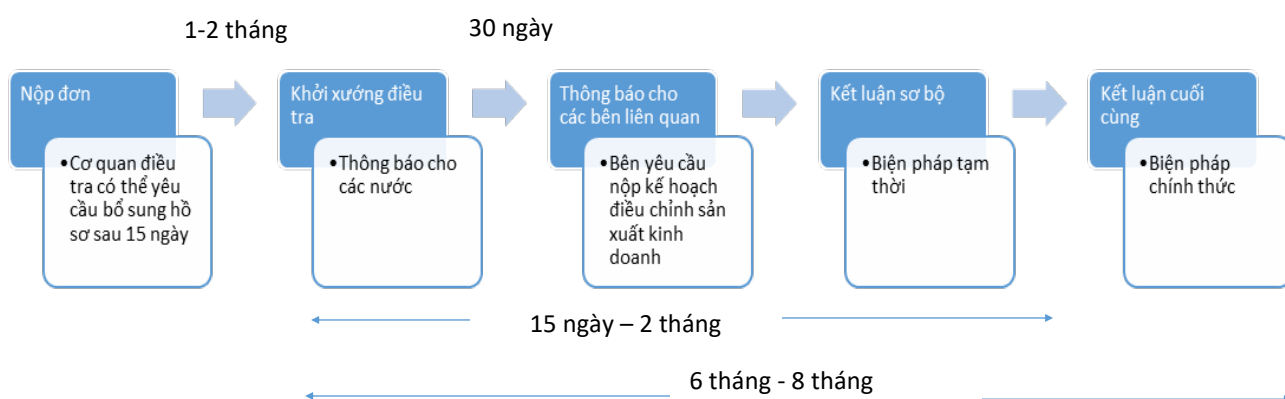 1-2 tháng
30 ngày
Nộp đơn
•Cơ quan điều
tra có thể yêu
cầu bổ sung hồ
sơ sau 15 ngày
Khởi xướng điều
tra
•Thông báo cho
các nước
Thông báo cho
các bên liên quan
•Bên yêu cầu
nộp kế hoạch
điều chỉnh sản
xuất kinh
doanh
Kết luận sơ bộ
•Biện pháp tạm
thời
Kết luận cuối
cùng
•Biện pháp
chính thức
15 ngày – 2 tháng
6 tháng - 8 tháng